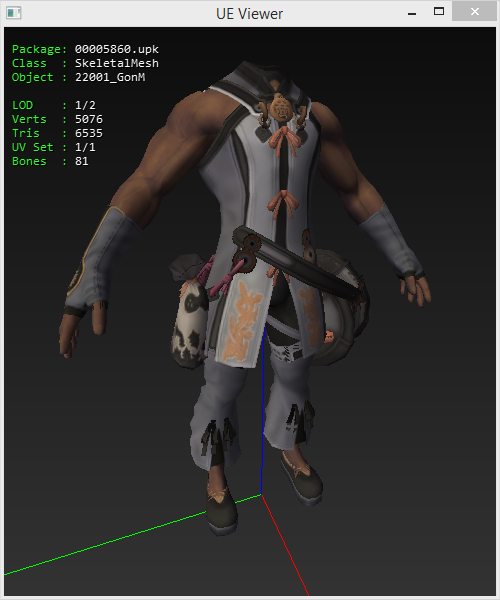 UE Viewer
Package: 00005860.upk
Class : SkeletalMesh
Object : 22001_GonM
LOD : 1/2
Verts : 5076
Tris : 6535
UV Set : 1/1
Bones : 81